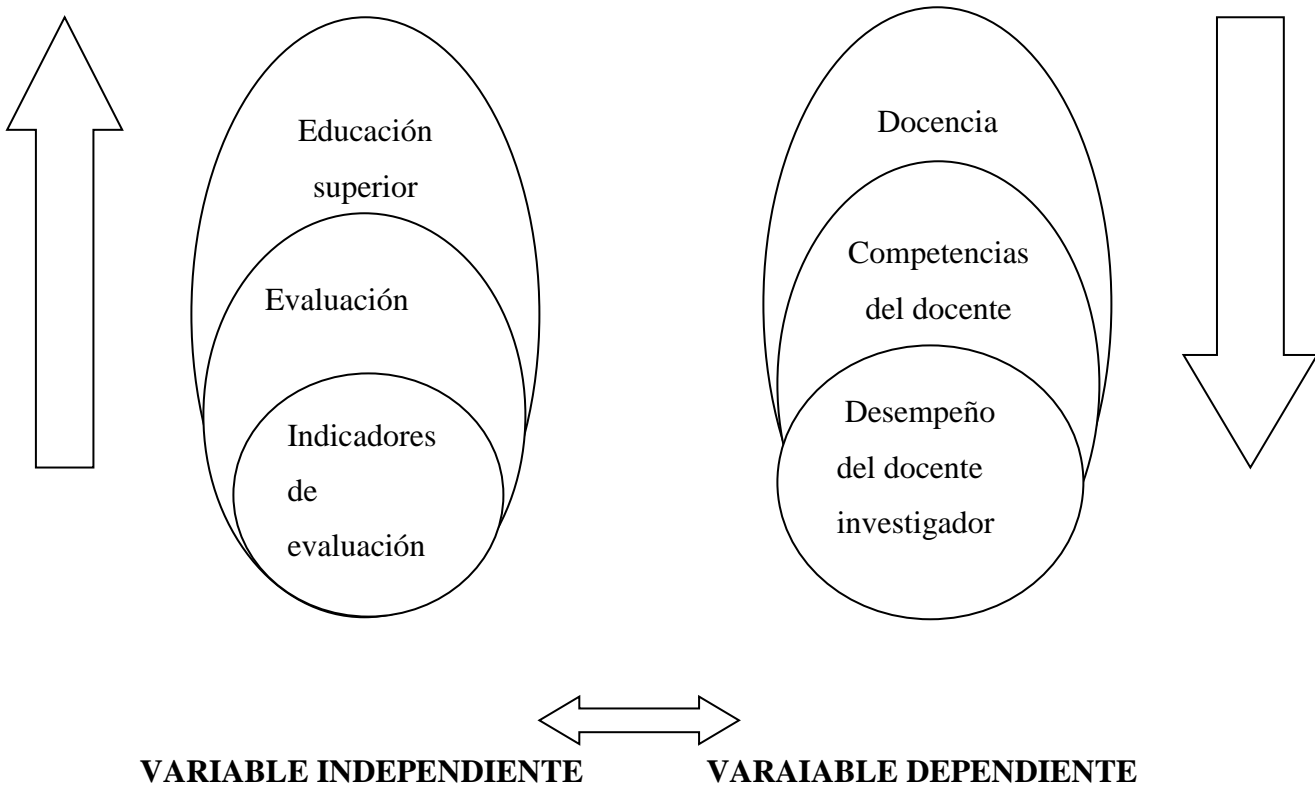 Educación
superior
Evaluación
Indicadores
de
evaluación
Docencia
Competencias
del docente
Desempeño
del docente
investigador
VARIABLE INDEPENDIENTE
VARAIABLE DEPENDIENTE